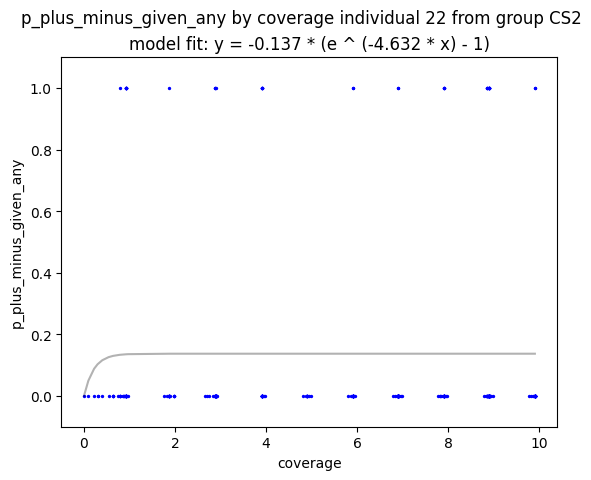 p_plus_minus_given_any by coverage individual 22 from group CS2
model fit: y = -0.137 * (e ^ (-4.632 * x) - 1)
1.0
0.8
0.6
0.4
0.2
0.0
p_plus_minus_given_any
0 2 4 6 8 10
coverage